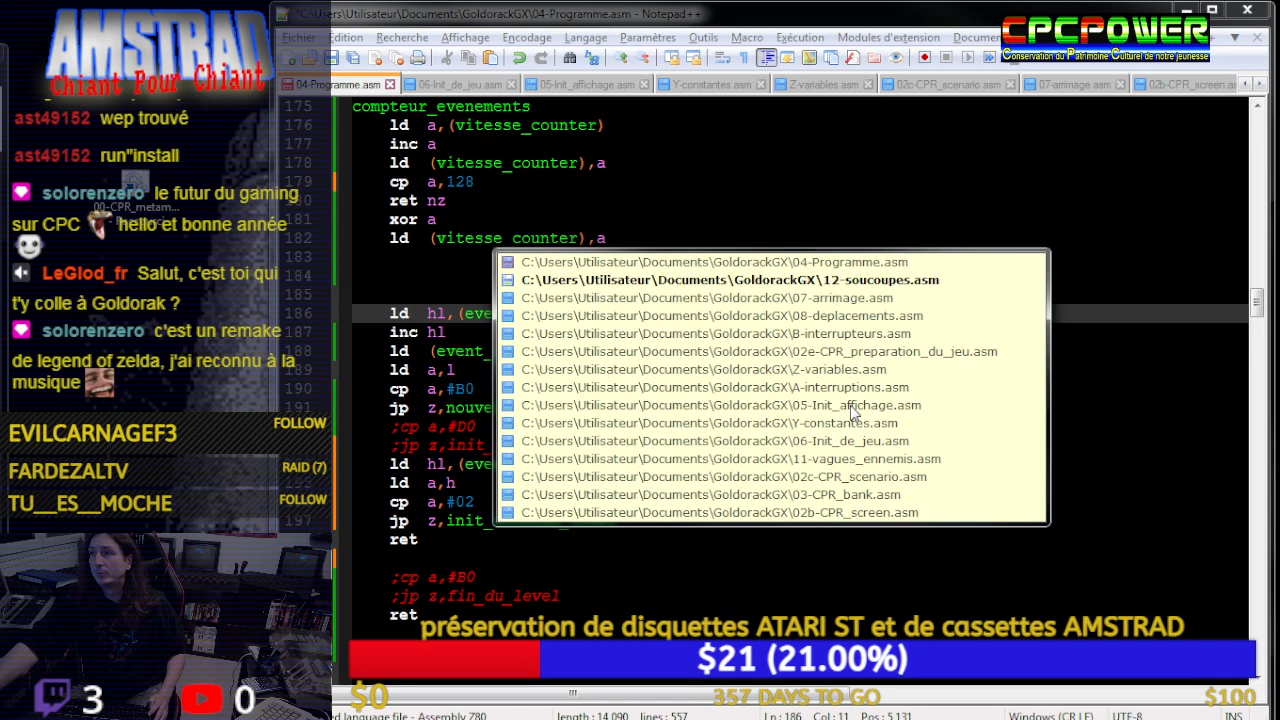 *C:\Users\Utilisateur\Documents\GoldorackGX\04-Programme.asm - Notepad++
Fichier Edition Recherche Affichage Encodage Langage Paramètres Outils Macro Exécution Modules d'extension Documen
AMSTRAD
Chiant Pour Chiant
CPCPOWER
Conservation du Patrimoine Culturel de notre jeunesse
04-Programme.asm 06-Init_de_jeu.asm 05-Init_affichage.asm Y-constantes.asm Z-variables.asm 02c-CPR_scenario.asm 07-arrimage.asm 02b-CPR_screen.asm
ast49152 wep trouvé
ast49152 run"install
solorenzero le futur du gaming
sur CPC hello et bonne année
LeGlod_fr Salut, c'est toi qui
t'y colle à Goldorak ?
solorenzero c'est un remake
de legend of zelda, j'ai reconnu à la
musique
00-CPR_metam...
EVILCARNAGEF3 FOLLOW
FARDEZALTV RAID (7)
TU__ES__MOCHE FOLLOW
175 compteur_evenements
176 ld a,(vitesse_counter)
177 inc a
178 ld (vitesse_counter),a
179 cp a,128
180 ret nz
181 xor a
182 ld (vitesse_counter),a
183
184
185
186 ld hl,(eve
187 inc hl
188 ld (event_
189 ld a,l
190 cp a,#B0
191 jp z,nouve
;cp a,#D0
;jp z,init_
ld hl,(eve
ld a,h
cp a,#02
197 jp z,init_
ret
;cp a,#B0
;jp z,fin_du_level
ret
C:\Users\Utilisateur\Documents\GoldorackGX\04-Programme.asm
C:\Users\Utilisateur\Documents\GoldorackGX\12-soucoupes.asm
C:\Users\Utilisateur\Documents\GoldorackGX\07-arrimage.asm
C:\Users\Utilisateur\Documents\GoldorackGX\08-deplacements.asm
C:\Users\Utilisateur\Documents\GoldorackGX\B-interrupteurs.asm
C:\Users\Utilisateur\Documents\GoldorackGX\02e-CPR_preparation_du_jeu.asm
C:\Users\Utilisateur\Documents\GoldorackGX\Z-variables.asm
C:\Users\Utilisateur\Documents\GoldorackGX\A-interruptions.asm
C:\Users\Utilisateur\Documents\GoldorackGX\05-Init_affichage.asm
C:\Users\Utilisateur\Documents\GoldorackGX\Y-constantes.asm
C:\Users\Utilisateur\Documents\GoldorackGX\06-Init_de_jeu.asm
C:\Users\Utilisateur\Documents\GoldorackGX\11-vagues_ennemis.asm
C:\Users\Utilisateur\Documents\GoldorackGX\02c-CPR_scenario.asm
C:\Users\Utilisateur\Documents\GoldorackGX\03-CPR_bank.asm
C:\Users\Utilisateur\Documents\GoldorackGX\02b-CPR_screen.asm
préservation de disquettes ATARI ST et de cassettes AMSTRAD
$21 (21.00%)
3 0 $0 357 DAYS TO GO $100
ed language file - Assembly Z80 length : 14 090 lines : 557 Ln : 186 Col : 11 Pos : 5 131 Windows (CR LF) UTF-8 INS